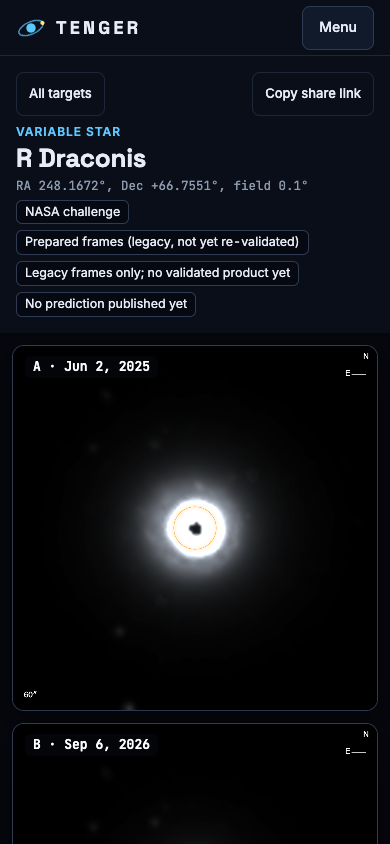 TENGER
Menu
All targets
Copy share link
VARIABLE STAR
R Draconis
RA 248.1672°, Dec +66.7551°, field 0.1°
NASA challenge
Prepared frames (legacy, not yet re-validated)
Legacy frames only; no validated product yet
No prediction published yet
A · Jun 2, 2025
N
E
60″
B · Sep 6, 2026
N
E